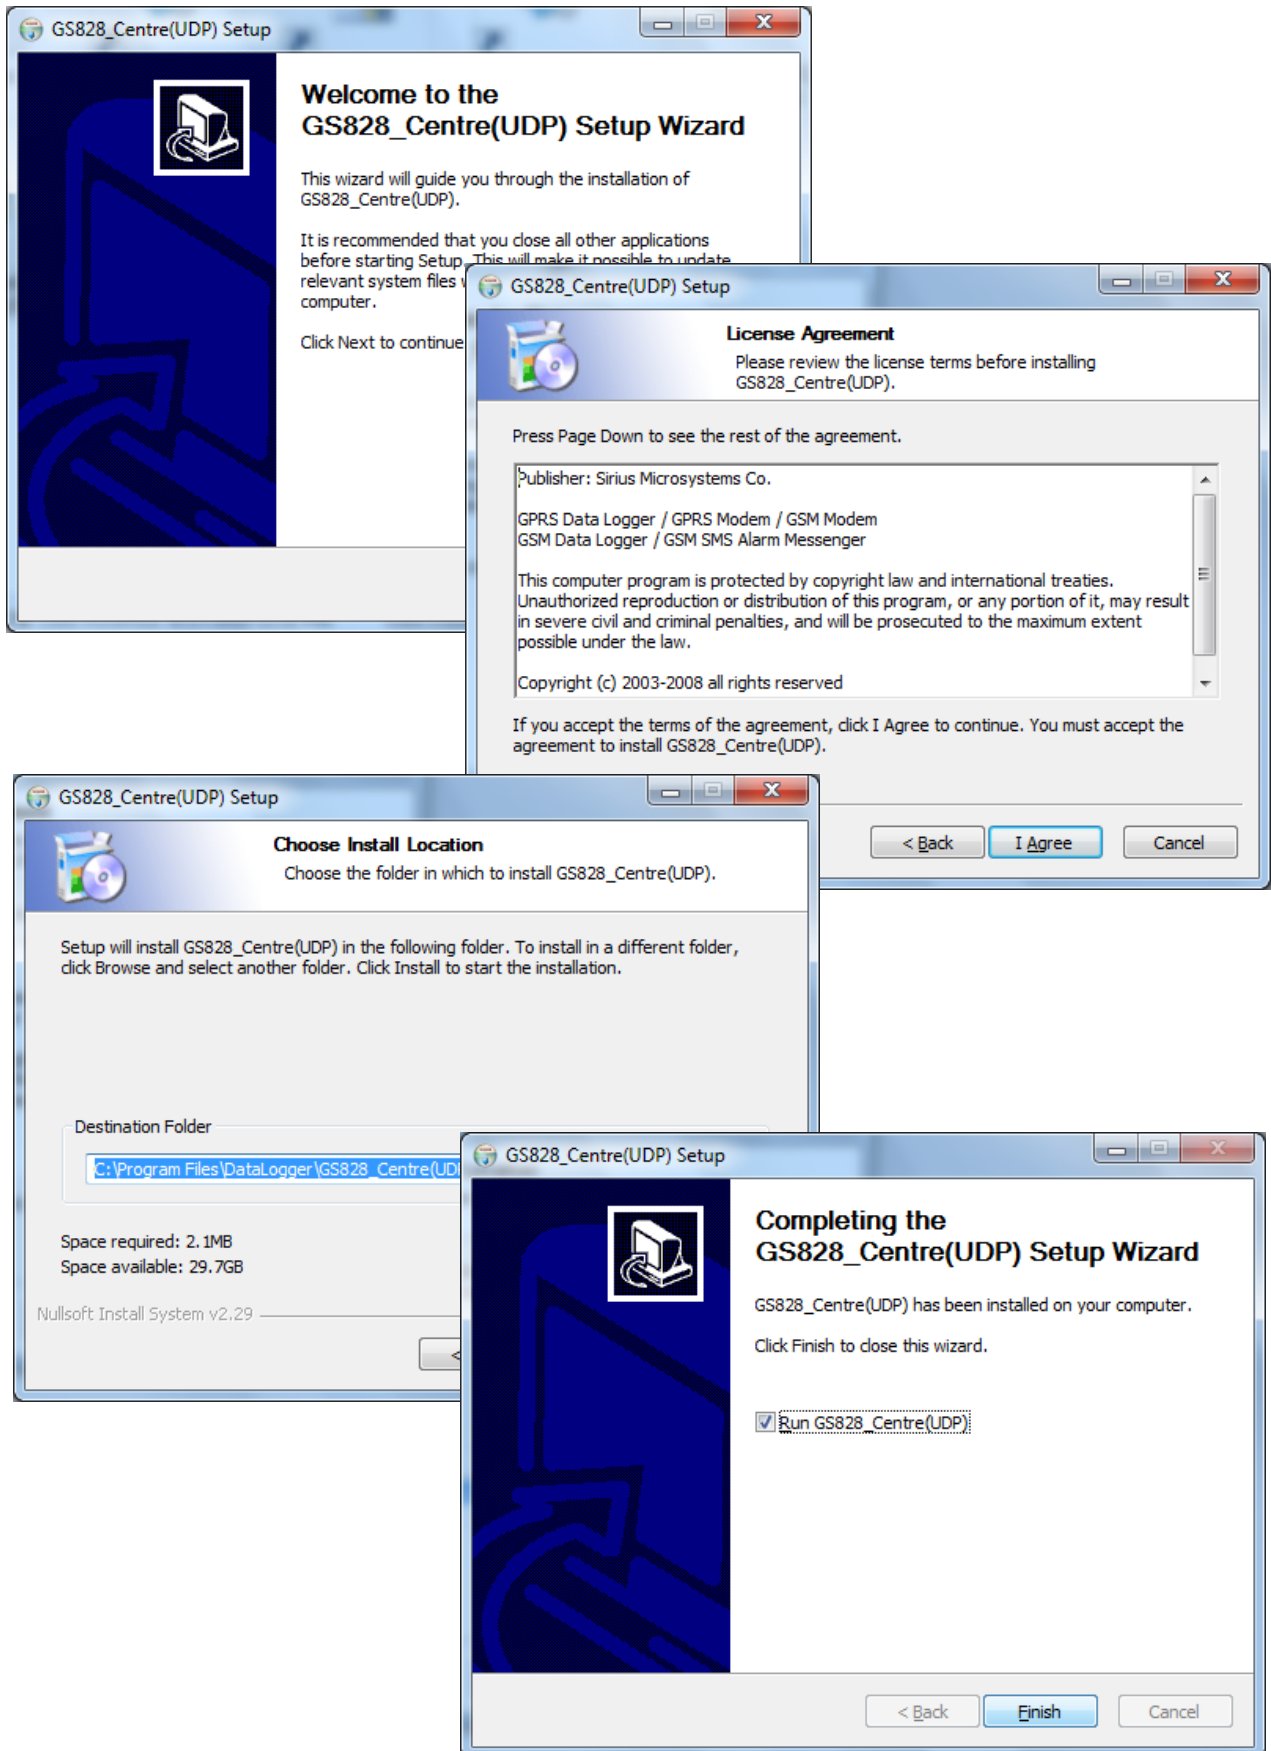 GS828_Centre(UDP) Setup
Welcome to the
GS828_Centre(UDP) Setup Wizard
This wizard will guide you through the installation of
GS828_Centre(UDP).
It is recommended that you close all other applications
before starting Setup. This will make it possible to update
relevant system files
computer.
Click Next to continue
GS828_Centre(UDP) Setup
License Agreement
Please review the license terms before installing
GS828_Centre(UDP).
Press Page Down to see the rest of the agreement.
Publisher: Sirius Microsystems Co.
GPRS Data Logger / GPRS Modem / GSM Modem
GSM Data Logger / GSM SMS Alarm Messenger
This computer program is protected by copyright law and international treaties.
Unauthorized reproduction or distribution of this program, or any portion of it, may result
in severe civil and criminal penalties, and will be prosecuted to the maximum extent
possible under the law.
Copyright (c) 2003-2008 all rights reserved
If you accept the terms of the agreement, click I Agree to continue. You must accept the
agreement to install GS828_Centre(UDP).
< Back
I Agree
Cancel
GS828_Centre(UDP) Setup
Choose Install Location
Choose the folder in which to install GS828_Centre(UDP).
Setup will install GS828_Centre(UDP) in the following folder. To install in a different folder,
click Browse and select another folder. Click Install to start the installation.
Destination Folder
C:\Program Files\DataLogger\GS828_Centre(UD
Space required: 2.1MB
Space available: 29.7GB
Nullsoft Install System v2.29
<
GS828_Centre(UDP) Setup
Completing the
GS828_Centre(UDP) Setup Wizard
GS828_Centre(UDP) has been installed on your computer.
Click Finish to close this wizard.
Run GS828_Centre(UDP)
< Back
Finish
Cancel